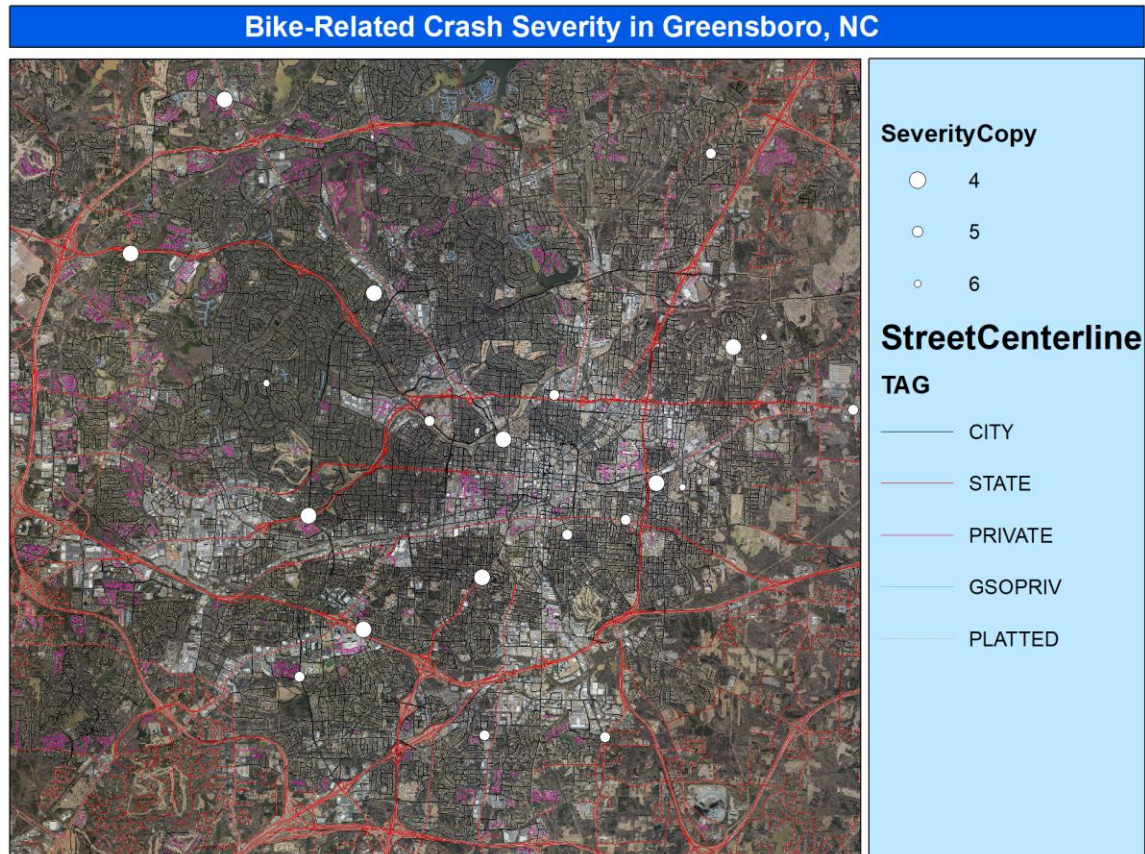 Bike-Related Crash Severity in Greensboro, NC
SeverityCopy
4
5
6
StreetCenterline
TAG
CITY
STATE
PRIVATE
GSOPRIV
PLATTED